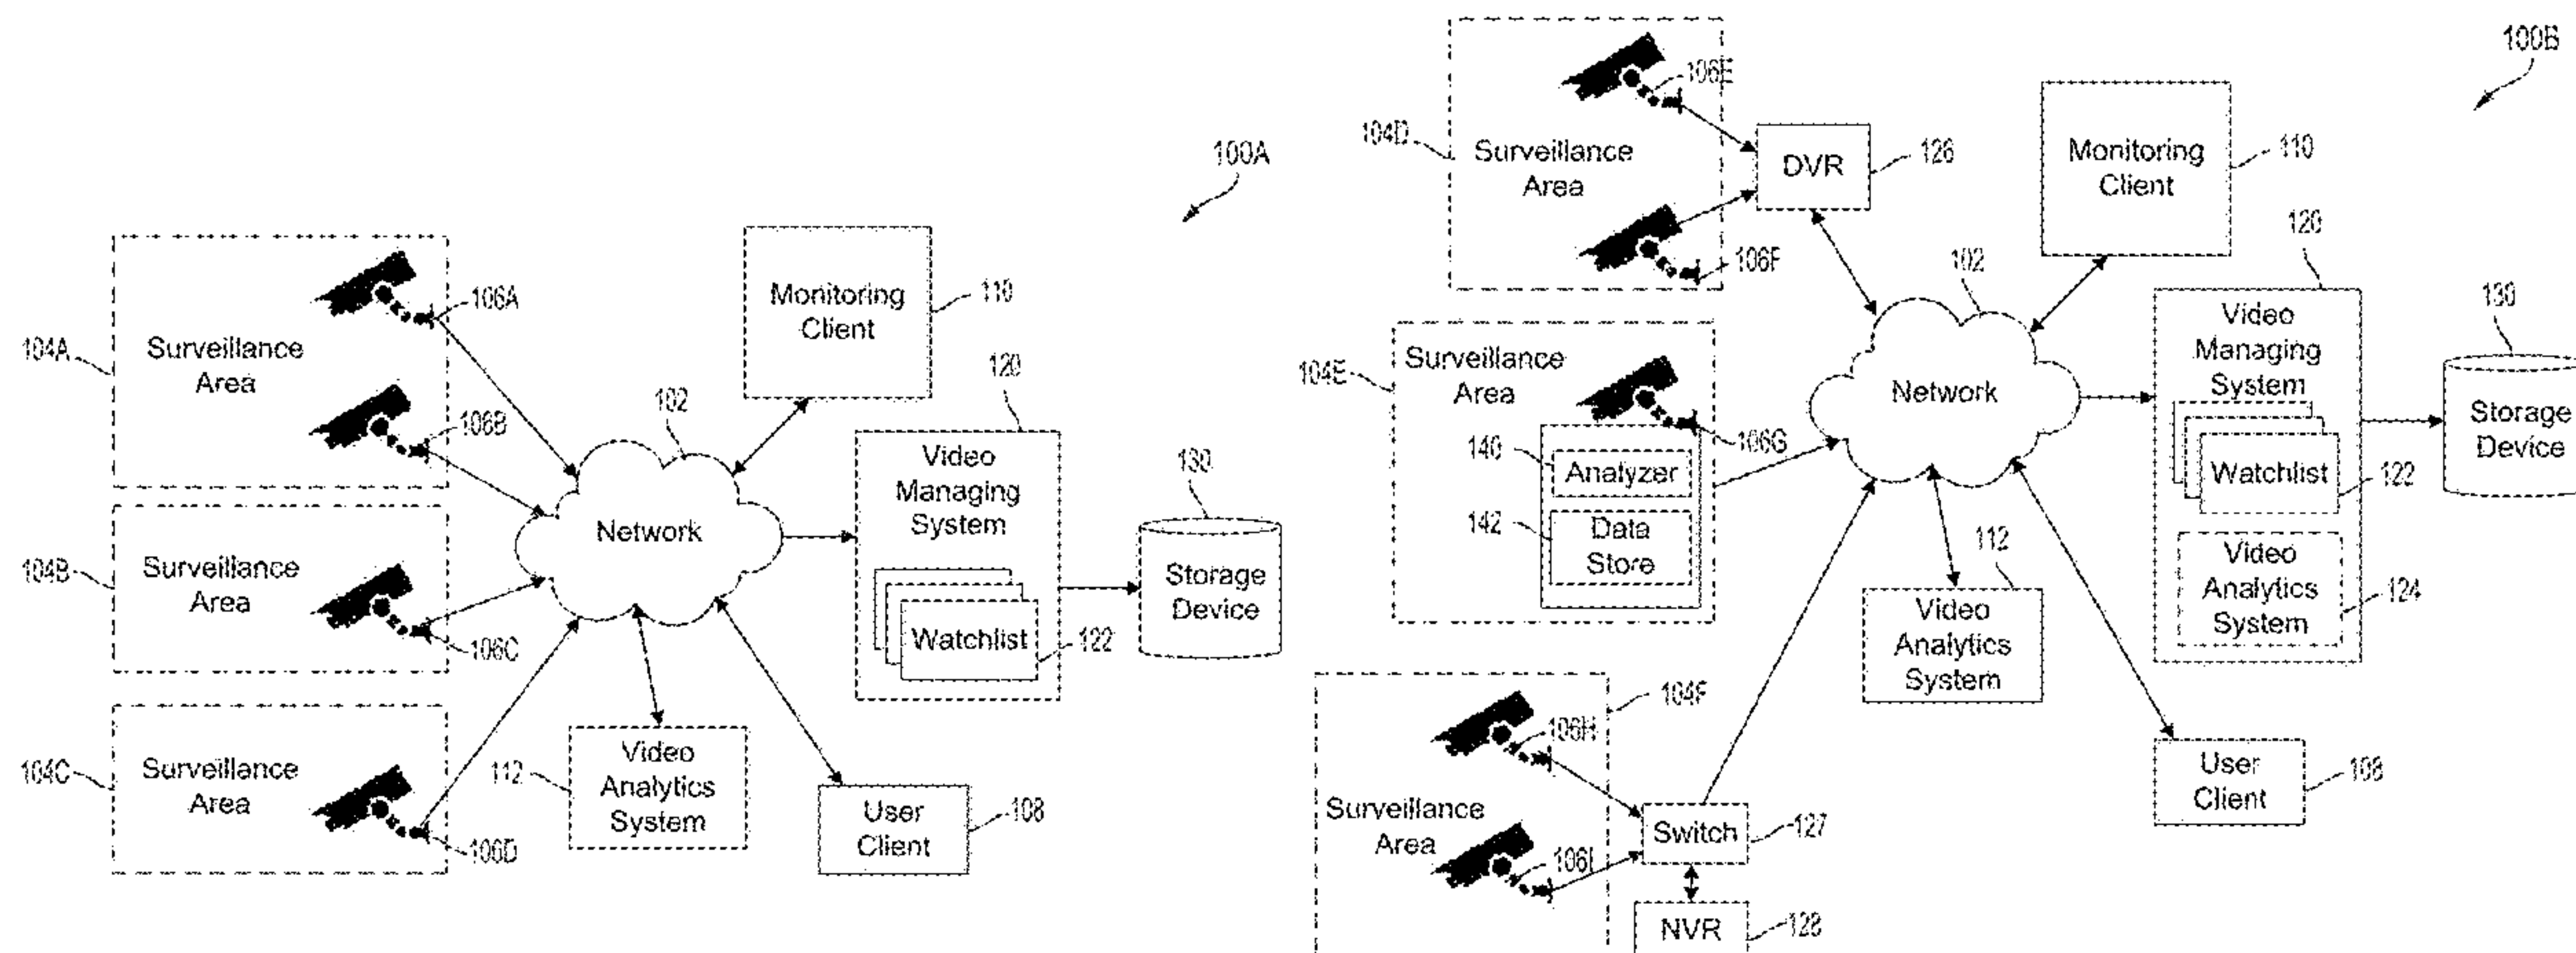 100A
104A
Surveillance
Area
106A
106B
104B
Surveillance
Area
106C
104C
Surveillance
Area
106D
102
Network
Monitoring
Client
110
120
Video
Managing
System
Watchlist
122
130
Storage
Device
112
Video
Analytics
System
User
Client
108
100B
104D
Surveillance
Area
106E
106F
DVR
126
Monitoring
Client
110
104E
Surveillance
Area
106G
140
Analyzer
142
Data
Store
102
Network
120
Video
Managing
System
Watchlist
122
Video
Analytics
System
124
130
Storage
Device
112
Video
Analytics
System
User
Client
108
104F
Surveillance
Area
106H
106I
Switch
127
NVR
128